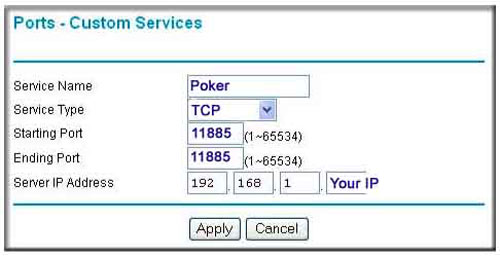 Ports - Custom Services
Service Name Poker
Service Type TCP
Starting Port 11885 (1~65534)
Ending Port 11885 (1~65534)
Server IP Address 192 . 168 . 1 . Your IP
Apply Cancel